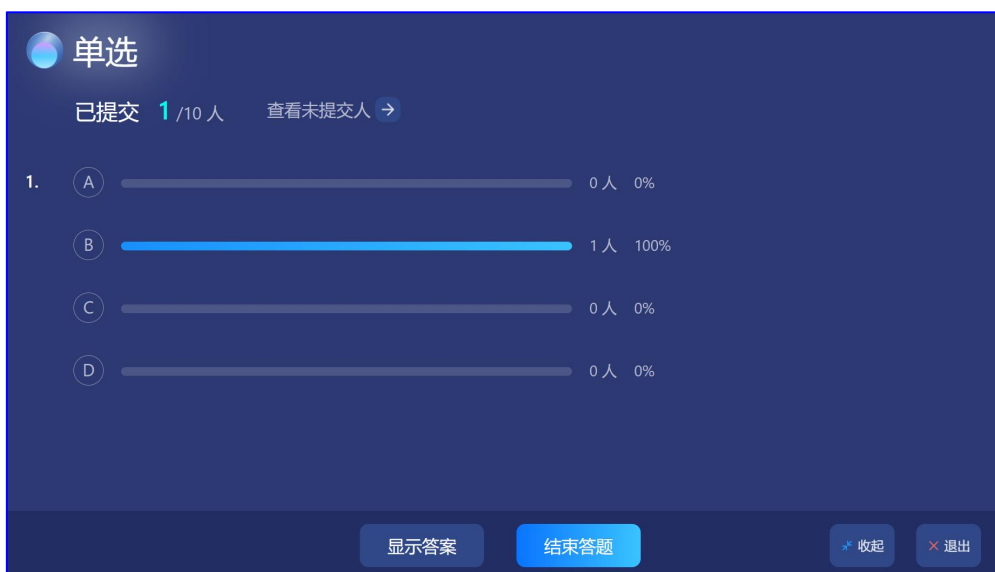 单选
已提交 1 /10 人 查看未提交人
1. A 0 人 0%
B 1 人 100%
C 0 人 0%
D 0 人 0%
显示答案 结束答题 收起 退出